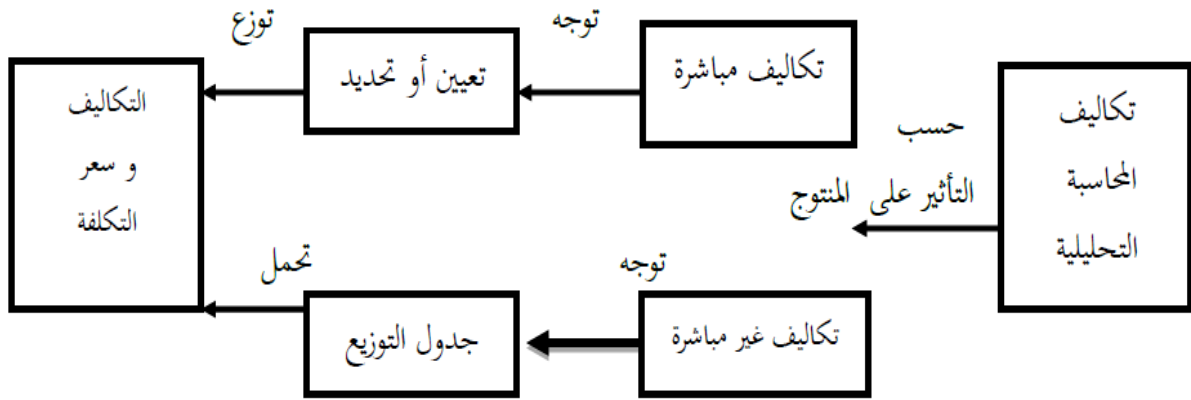 تكاليف
المحاسبة
التحليلية
حسب
التأثير على المنتوج
تكاليف مباشرة
توجه
تعيين أو تحديد
توزع
تكاليف غير مباشرة
توجه
جدول التوزيع
تحمل
التكاليف
و سعر
التكلفة